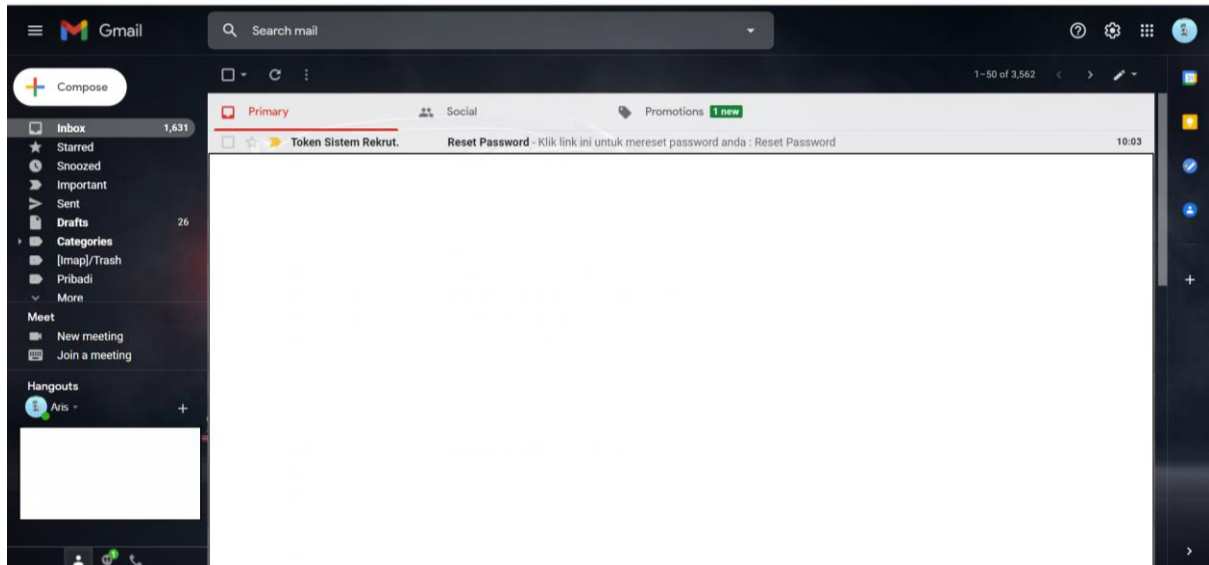 Gmail
Search mail
Compose
1–50 of 3,562
Primary
Social
Promotions 1 new
Inbox 1,631
Token Sistem Rekrut. Reset Password - Klik link ini untuk mereset password anda : Reset Password 10:03
Starred
Snoozed
Important
Sent
Drafts 26
Categories
[Imap]/Trash
Pribadi
More
Meet
New meeting
Join a meeting
Hangouts
Aris
1